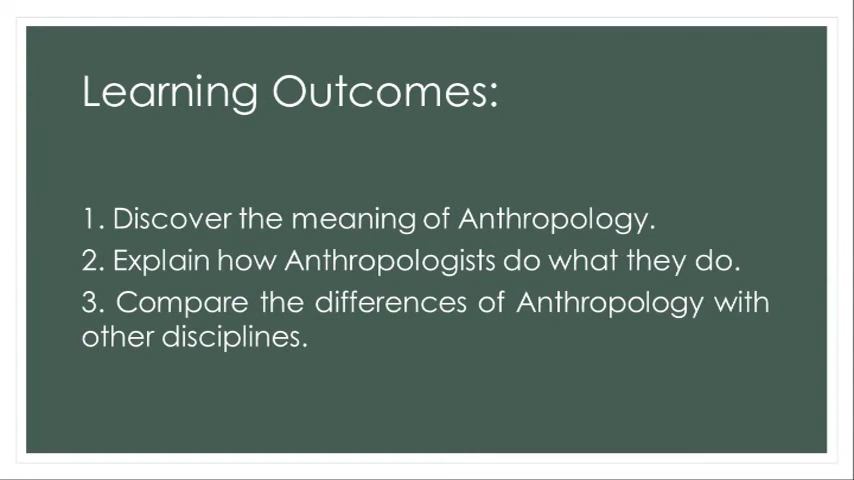 Learning Outcomes:
1. Discover the meaning of Anthropology.
2. Explain how Anthropologists do what they do.
3. Compare the differences of Anthropology with
other disciplines.